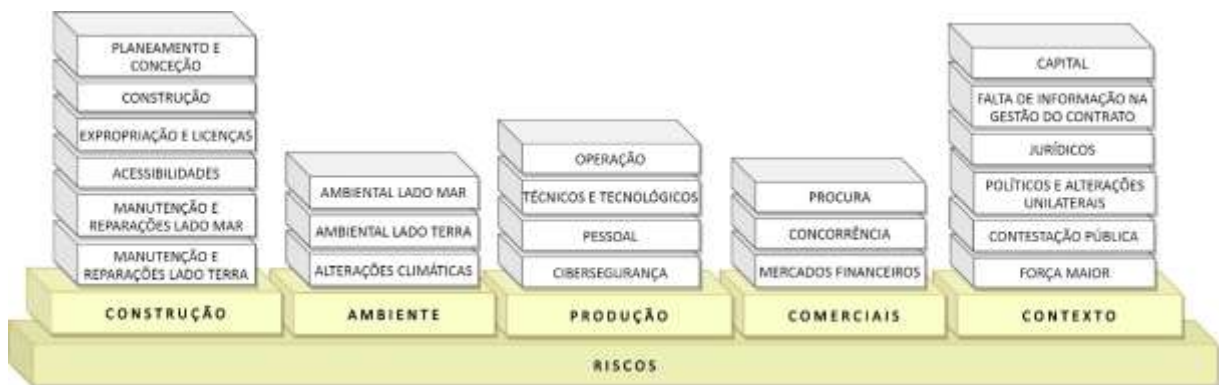 PLANEAMENTO E
CONCEÇÃO
CONSTRUÇÃO
EXPROPRIAÇÃO E LICENÇAS
ACESSIBILIDADES
MANUTENÇÃO E
REPARAÇÕES LADO MAR
MANUTENÇÃO E
REPARAÇÕES LADO TERRA
CONSTRUÇÃO
AMBIENTAL LADO MAR
AMBIENTAL LADO TERRA
ALTERAÇÕES CLIMÁTICAS
AMBIENTE
OPERAÇÃO
TÉCNICOS E TECNOLÓGICOS
PESSOAL
CIBERSEGURANÇA
PRODUÇÃO
PROCURA
CONCORRÊNCIA
MERCADOS FINANCEIROS
COMERCIAIS
CAPITAL
FALTA DE INFORMAÇÃO NA
GESTÃO DO CONTRATO
JURÍDICOS
POLÍTICOS E ALTERAÇÕES
UNILATERAIS
CONTESTAÇÃO PÚBLICA
FORÇA MAIOR
CONTEXTO
RISCOS